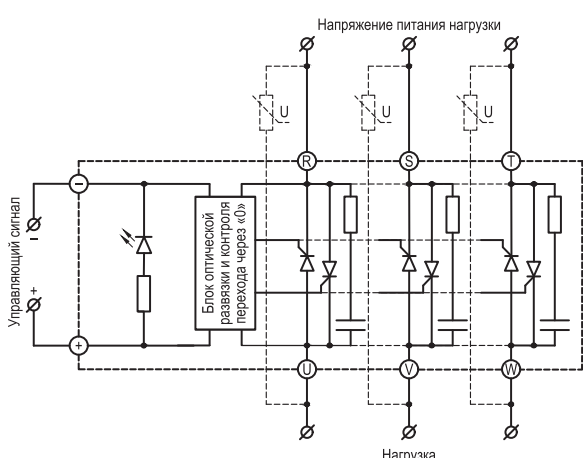 Напряжение питания нагрузки
U U U
R S T
Управляющий сигнал
− +
−
+
Блок оптической
развязки и контроля
перехода через «0»
U V W
Нагрузка